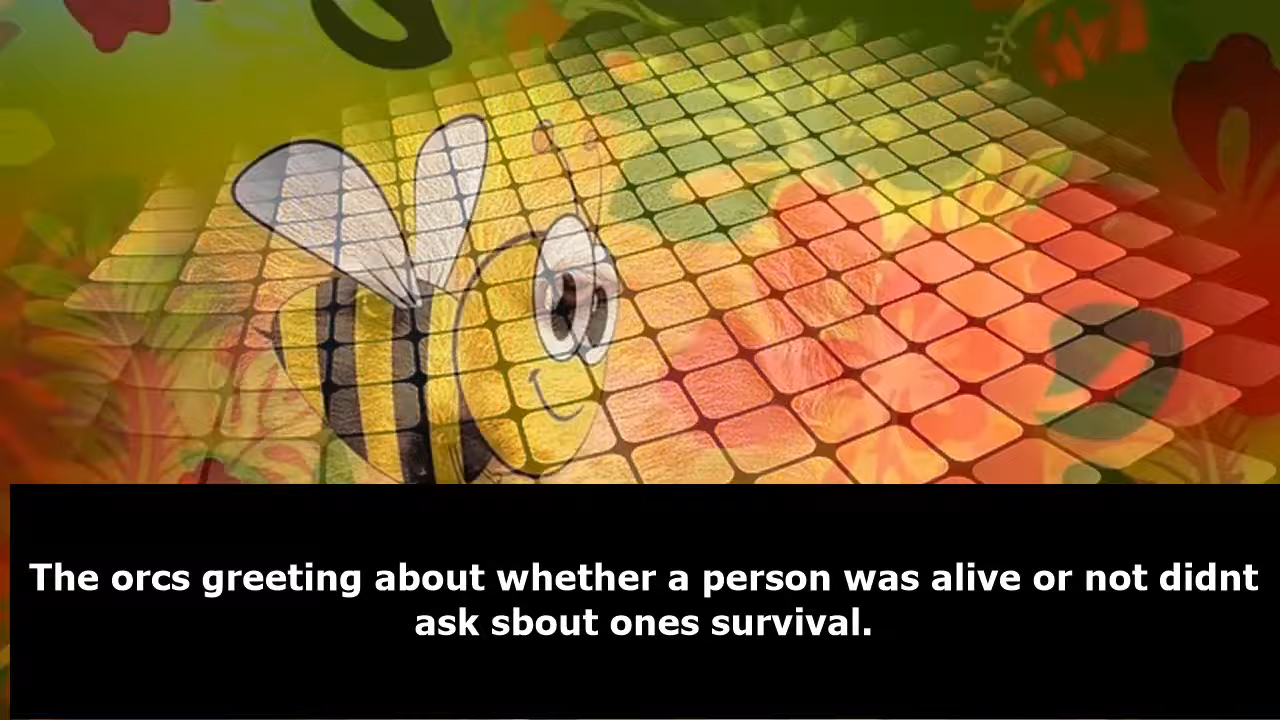 The orcs greeting about whether a person was alive or not didnt
ask sbout ones survival.